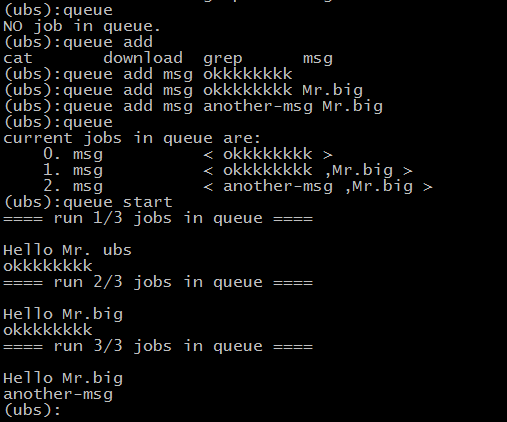 (ubs):queue
NO job in queue.
(ubs):queue add
cat        download  grep      msg
(ubs):queue add msg okkkkkkkk
(ubs):queue add msg okkkkkkkk Mr.big
(ubs):queue add msg another-msg Mr.big
(ubs):queue
current jobs in queue are:
    0. msg          < okkkkkkkk >
    1. msg          < okkkkkkkk ,Mr.big >
    2. msg          < another-msg ,Mr.big >
(ubs):queue start
==== run 1/3 jobs in queue ====
Hello Mr. ubs
okkkkkkkk
==== run 2/3 jobs in queue ====
Hello Mr.big
okkkkkkkk
==== run 3/3 jobs in queue ====
Hello Mr.big
another-msg
(ubs):